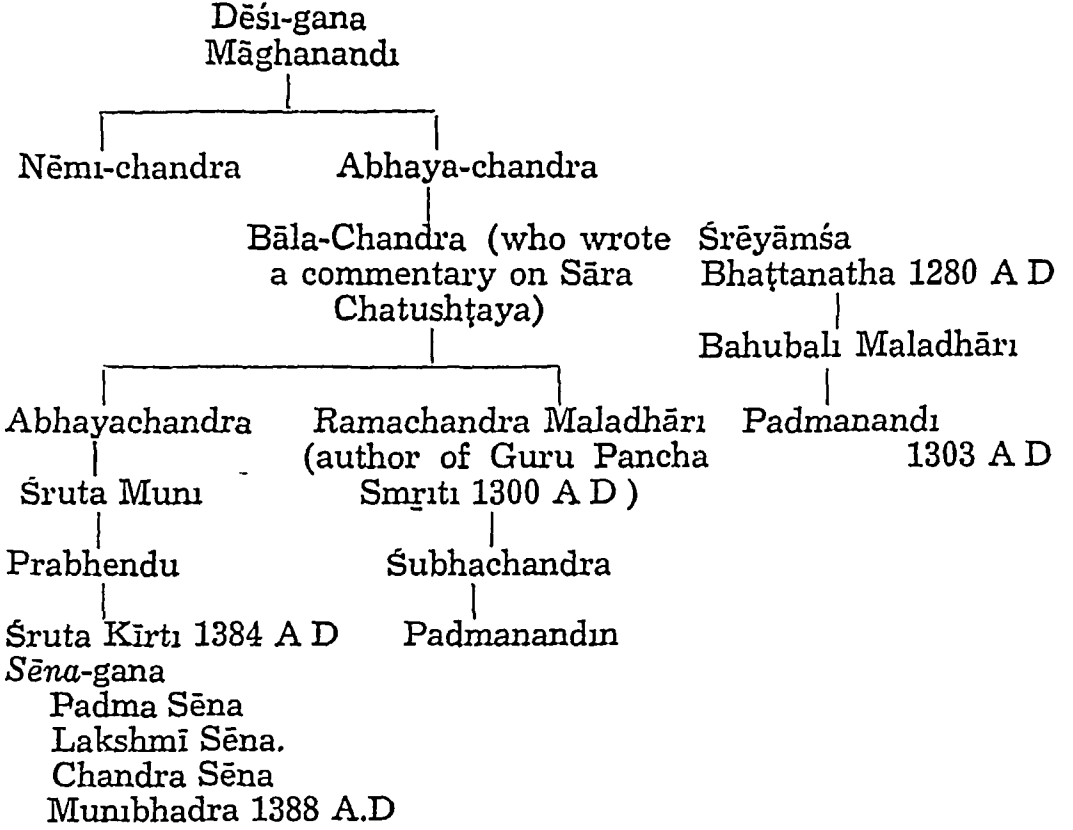 Dēśı-gana
Māghanandı
Nēmı-chandra Abhaya-chandra
Bāla-Chandra (who wrote Śrēyāmśa
a commentary on Sāra Bhaṭṭanatha 1280 A D
Chatushṭaya)
Bahubalı Maladhārı
Abhayachandra Ramachandra Maladhārı Padmanandı
(author of Guru Pancha 1303 A D
Śruta Munı Smṟıtı 1300 A D )
Prabhendu Śubhachandra
Śruta Kīrtı 1384 A D Padmanandın
Sēna-gana
Padma Sēna
Lakshmī Sēna.
Chandra Sēna
Munıbhadra 1388 A.D